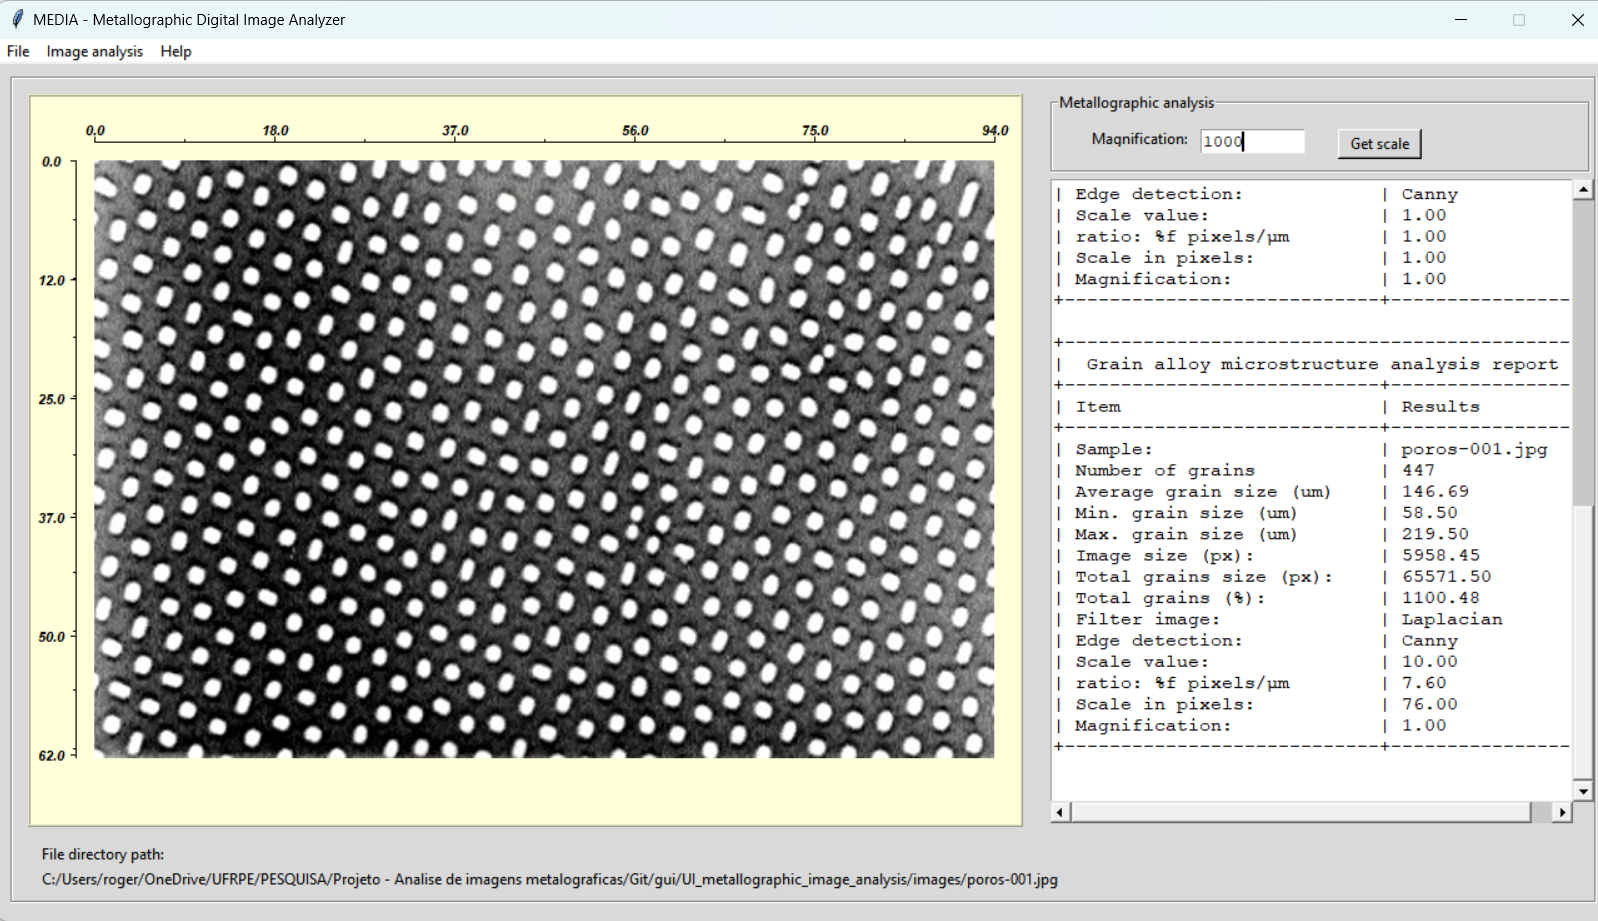 MEDIA - Metallographic Digital Image Analyzer
File Image analysis Help
0.0 18.0 37.0 56.0 75.0 94.0
0.0
12.0
25.0
37.0
50.0
62.0
Metallographic analysis
Magnification: 1000 Get scale
| Edge detection: | Canny
| Scale value: | 1.00
| ratio: %f pixels/µm | 1.00
| Scale in pixels: | 1.00
| Magnification: | 1.00
+----------------------------+-----------------
+----------------------------------------------
| Grain alloy microstructure analysis report
+----------------------------+-----------------
| Item | Results
+----------------------------+-----------------
| Sample: | poros-001.jpg
| Number of grains | 447
| Average grain size (um) | 146.69
| Min. grain size (um) | 58.50
| Max. grain size (um) | 219.50
| Image size (px): | 5958.45
| Total grains size (px): | 65571.50
| Total grains (%): | 1100.48
| Filter image: | Laplacian
| Edge detection: | Canny
| Scale value: | 10.00
| ratio: %f pixels/µm | 7.60
| Scale in pixels: | 76.00
| Magnification: | 1.00
+----------------------------+-----------------
File directory path:
C:/Users/roger/OneDrive/UFRPE/PESQUISA/Projeto - Analise de imagens metalograficas/Git/gui/UI_metallographic_image_analysis/images/poros-001.jpg